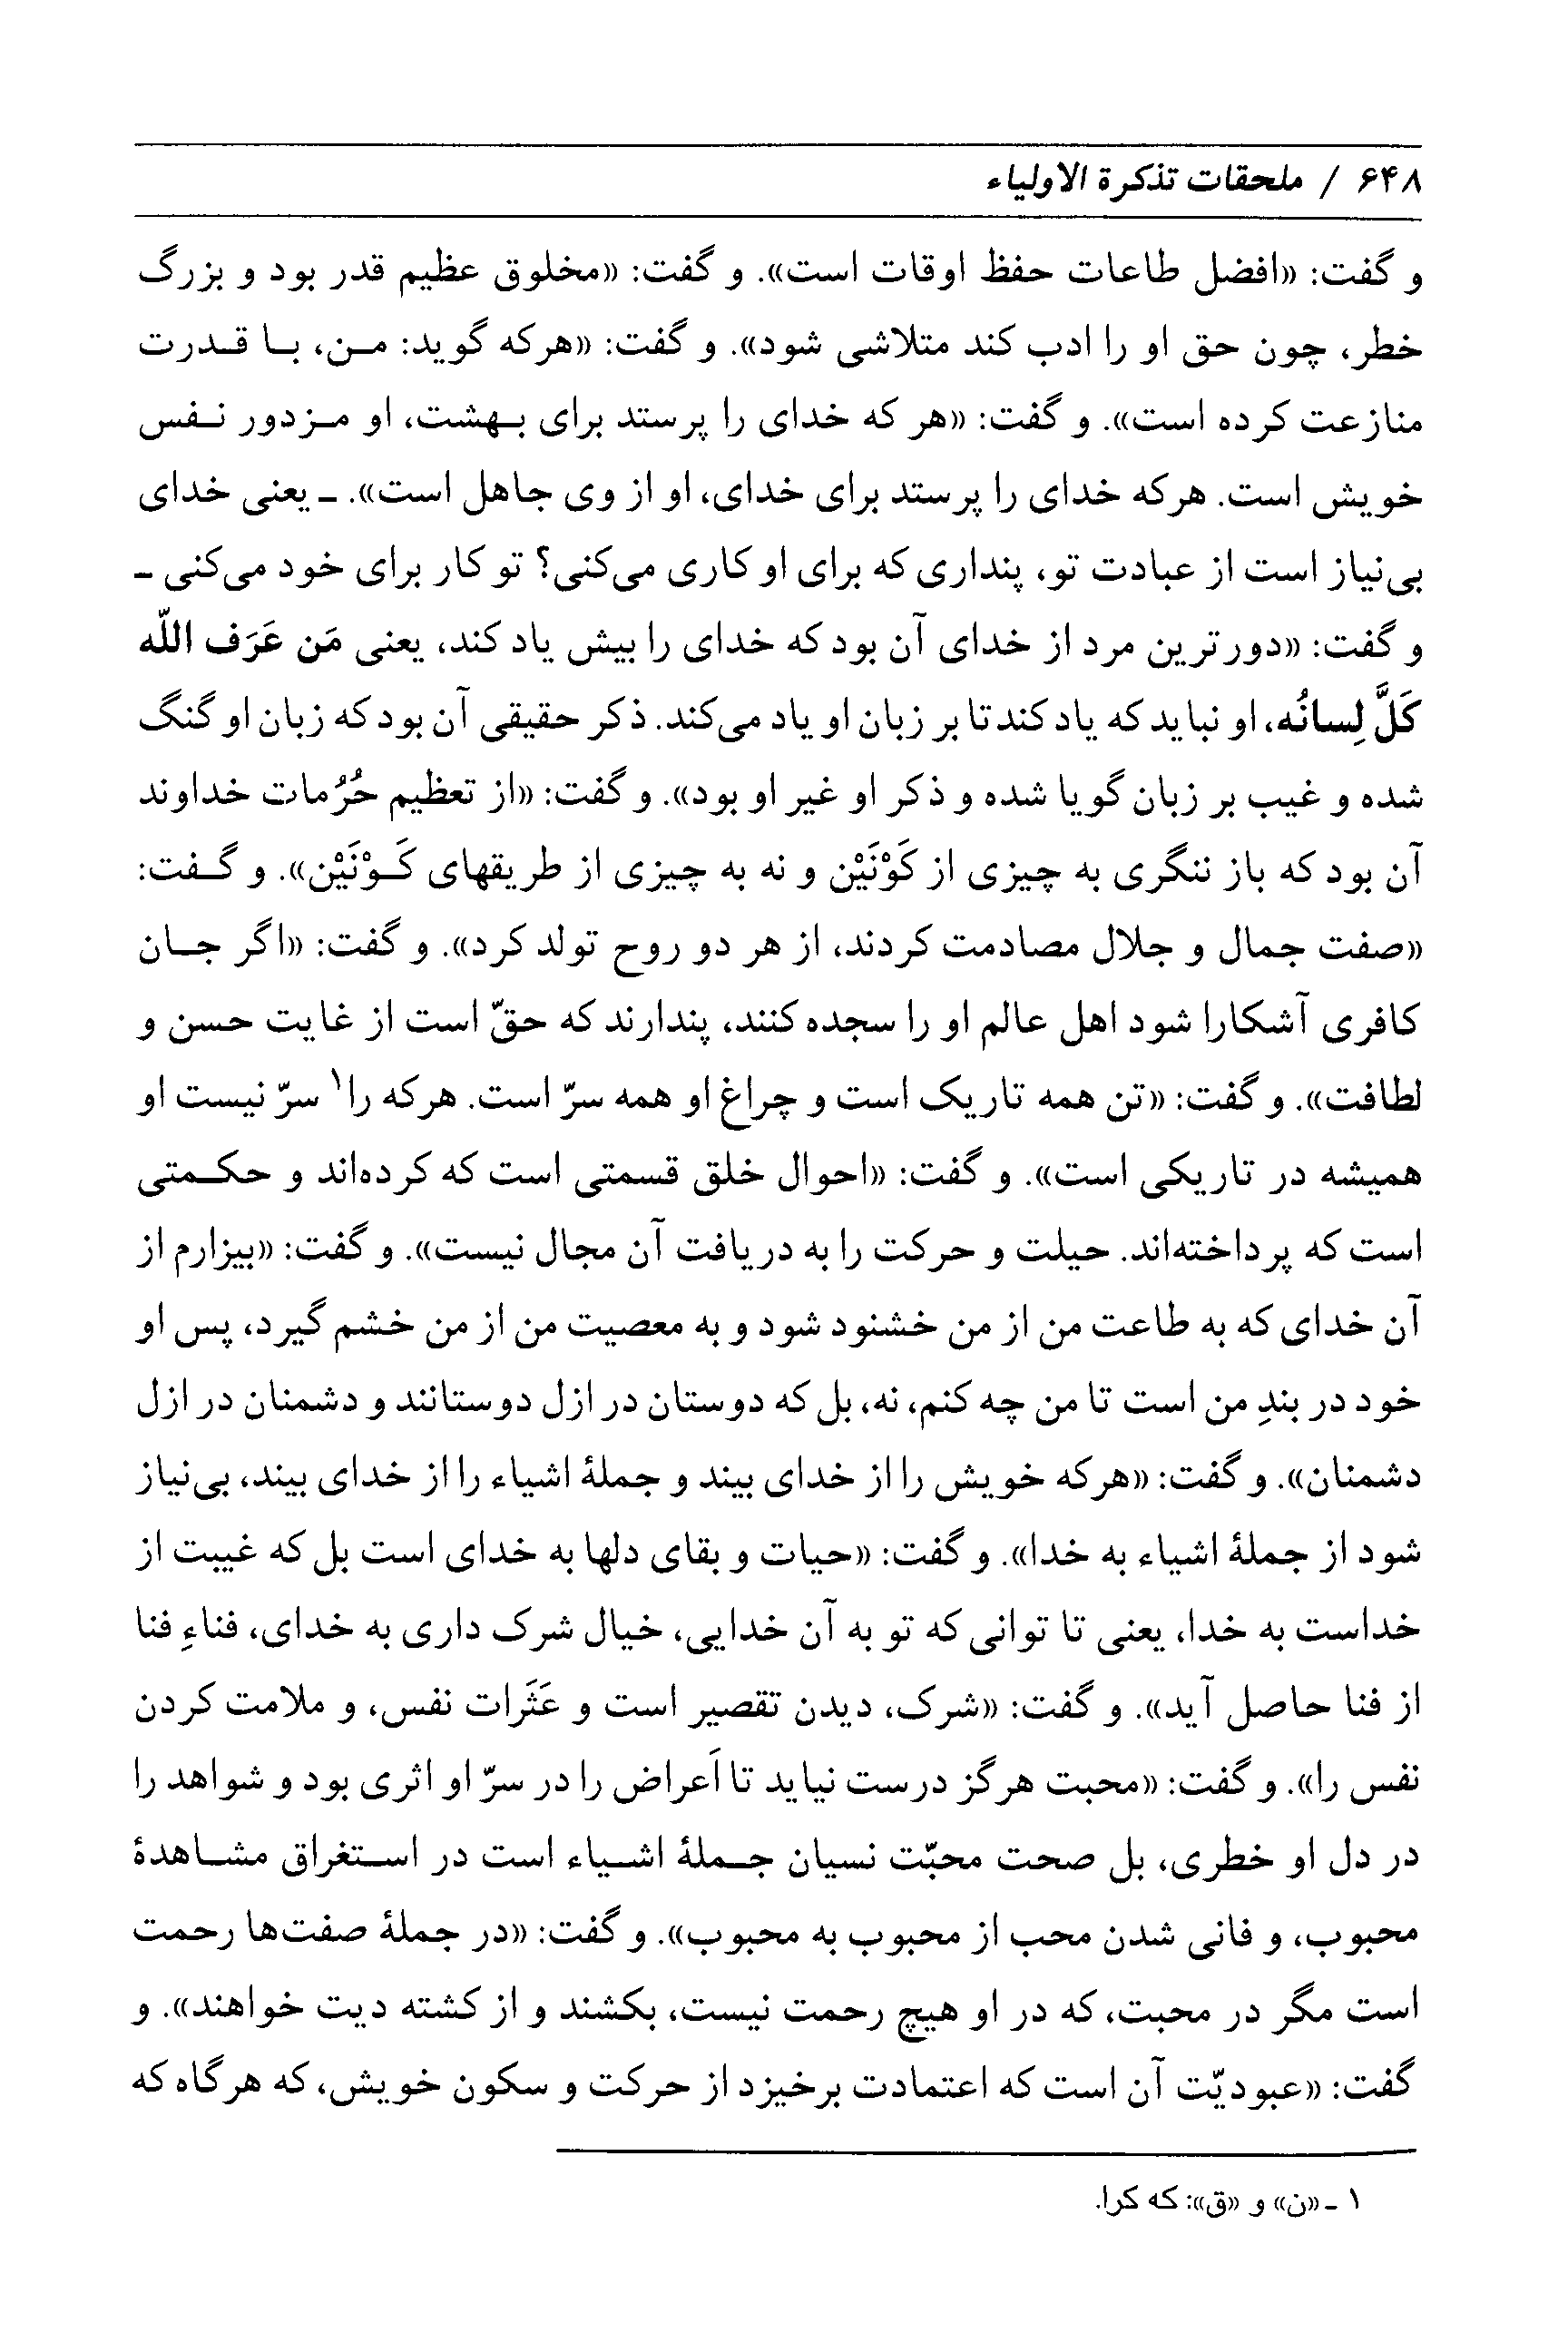 ۶۴۸ / ملحقات تذکرة الاولیاء
و گفت: «افضل طاعات حفظ اوقات است». و گفت: «مخلوق عظیم قدر بود و بزرگ
خطر، چون حق او را ادب کند متلاشی شود». و گفت: «هرکه گوید: من، با قدرت
منازعت کرده است». و گفت: «هر که خدای را پرستد برای بهشت، او مزدور نفس
خویش است. هرکه خدای را پرستد برای خدای، او از وی جاهل است». ـ یعنی خدای
بی‌نیاز است از عبادت تو، پنداری که برای او کاری می‌کنی؟ تو کار برای خود می‌کنی ـ
و گفت: «دورترین مرد از خدای آن بود که خدای را بیش یاد کند، یعنی مَن عَرَف اللّه
کَلَّ لِسانُه، او نباید که یاد کند تا بر زبان او یاد می‌کند. ذکر حقیقی آن بود که زبان او گنگ
شده و غیب بر زبان گویا شده و ذکر او غیر او بود». و گفت: «از تعظیم حُرُمات خداوند
آن بود که باز ننگری به چیزی از کَوْنَیْن و نه به چیزی از طریقهای کَوْنَیْن». و گفت:
«صفت جمال و جلال مصادمت کردند، از هر دو روح تولد کرد». و گفت: «اگر جان
کافری آشکارا شود اهل عالم او را سجده کنند، پندارند که حقّ است از غایت حسن و
لطافت». و گفت: «تن همه تاریک است و چراغ او همه سرّ است. هرکه را۱ سرّ نیست او
همیشه در تاریکی است». و گفت: «احوال خلق قسمتی است که کرده‌اند و حکمتی
است که پرداخته‌اند. حیلت و حرکت را به دریافت آن مجال نیست». و گفت: «بیزارم از
آن خدای که به طاعت من از من خشنود شود و به معصیت من از من خشم گیرد، پس او
خود در بندِ من است تا من چه کنم، نه، بل که دوستان در ازل دوستانند و دشمنان در ازل
دشمنان». و گفت: «هرکه خویش را از خدای بیند و جملهٔ اشیاء را از خدای بیند، بی‌نیاز
شود از جملهٔ اشیاء به خدا». و گفت: «حیات و بقای دلها به خدای است بل که غیبت از
خداست به خدا، یعنی تا توانی که تو به آن خدایی، خیال شرک داری به خدای، فناءِ فنا
از فنا حاصل آید». و گفت: «شرک، دیدن تقصیر است و عَثَرات نفس، و ملامت کردن
نفس را». و گفت: «محبت هرگز درست نیاید تا اَعراض را در سرّ او اثری بود و شواهد را
در دل او خطری، بل صحت محبّت نسیان جملهٔ اشیاء است در استغراق مشاهدهٔ
محبوب، و فانی شدن محب از محبوب به محبوب». و گفت: «در جملهٔ صفت‌ها رحمت
است مگر در محبت، که در او هیچ رحمت نیست، بکشند و از کشته دیت خواهند». و
گفت: «عبودیّت آن است که اعتمادت برخیزد از حرکت و سکون خویش، که هرگاه که
۱ ـ «ن» و «ق»: که کرا.